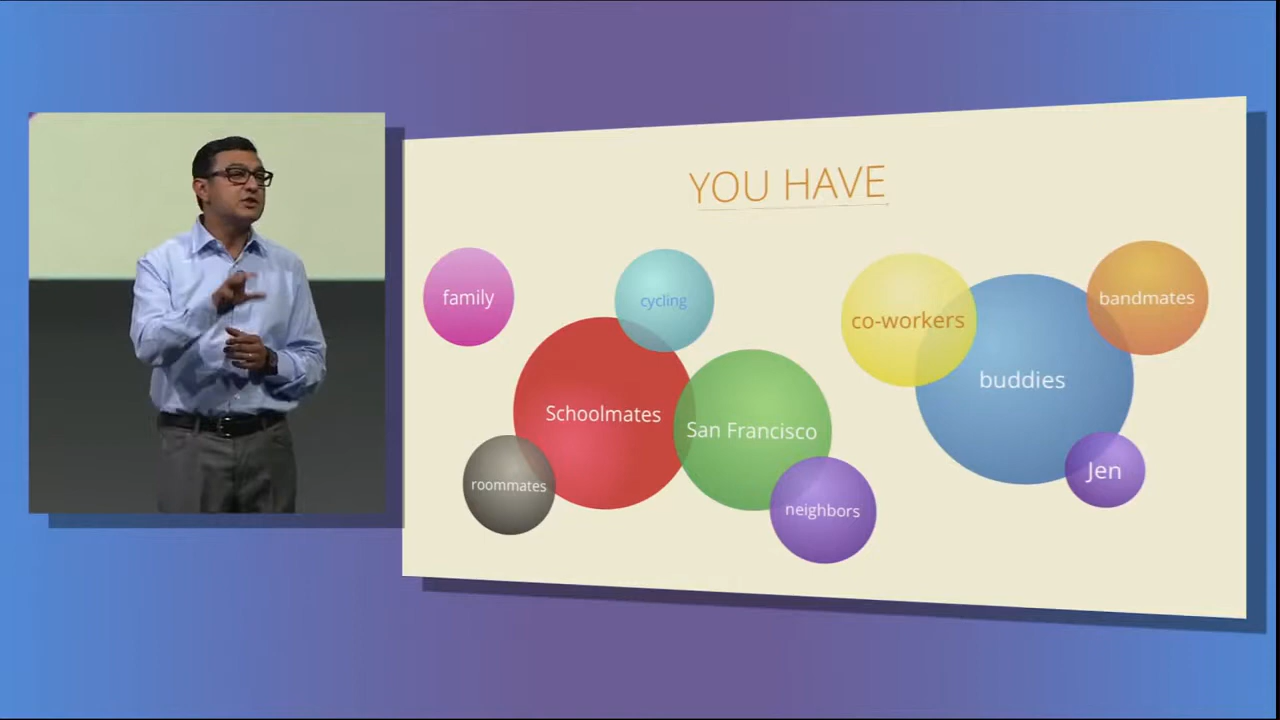 YOU HAVE
family
cycling
co-workers
bandmates
buddies
Schoolmates
San Francisco
Jen
roommates
neighbors